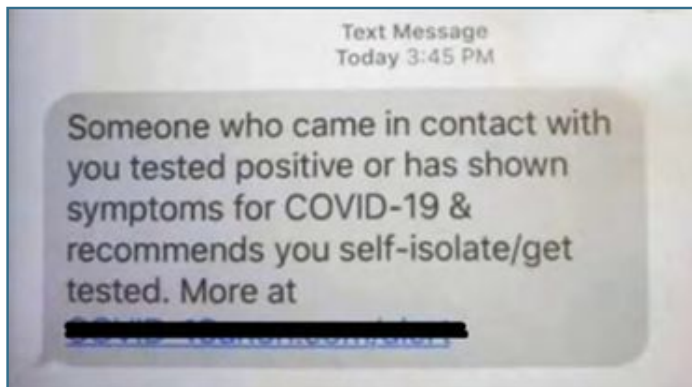 Text Message
Today 3:45 PM
Someone who came in contact with
you tested positive or has shown
symptoms for COVID-19 &
recommends you self-isolate/get
tested. More at